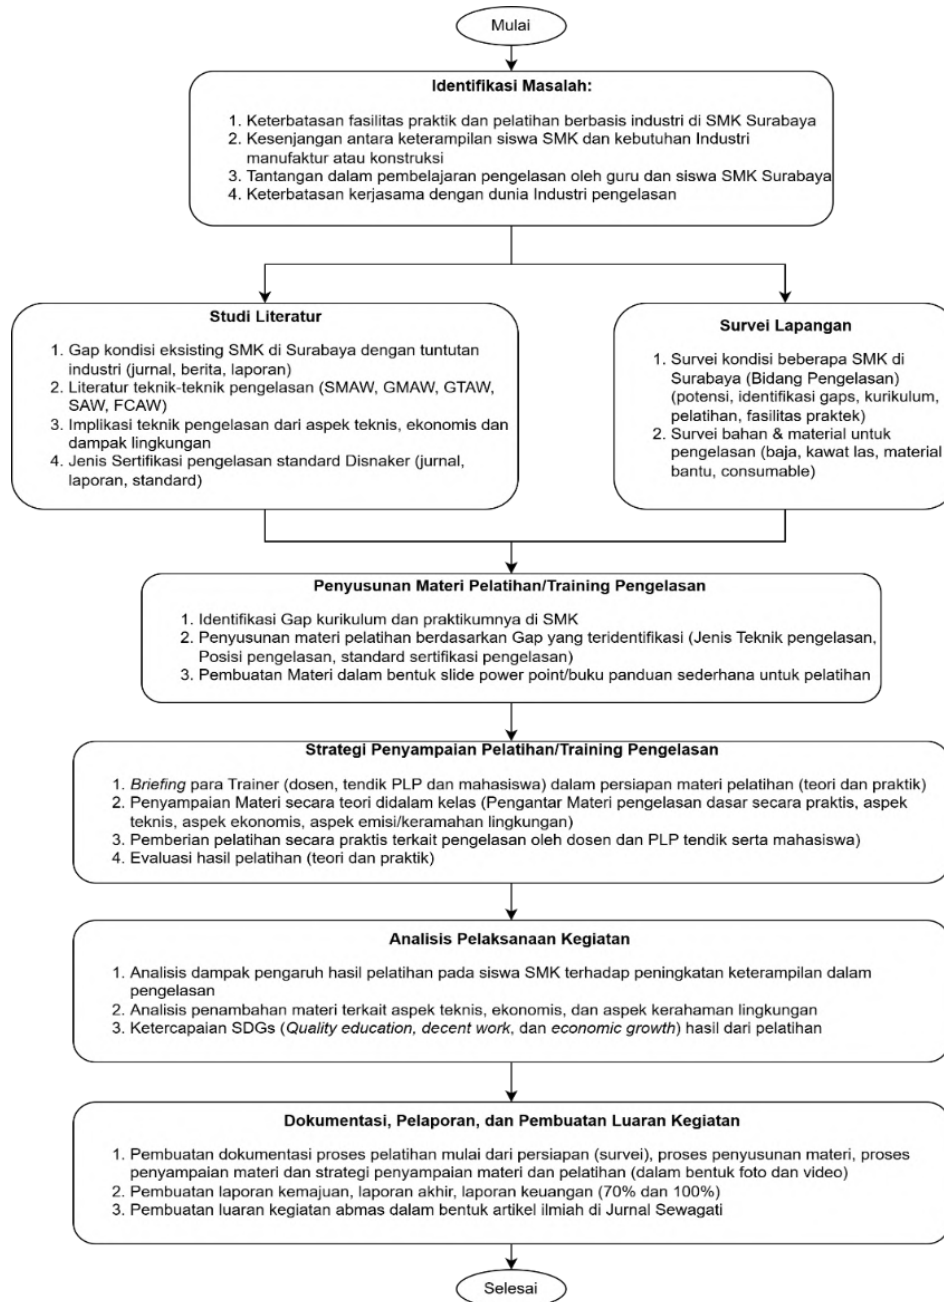 Mulai
Identifikasi Masalah:
1. Keterbatasan fasilitas praktik dan pelatihan berbasis industri di SMK Surabaya
2. Kesenjangan antara keterampilan siswa SMK dan kebutuhan Industri
manufaktur atau konstruksi
3. Tantangan dalam pembelajaran pengelasan oleh guru dan siswa SMK Surabaya
4. Keterbatasan kerjasama dengan dunia Industri pengelasan
Studi Literatur
1. Gap kondisi eksisting SMK di Surabaya dengan tuntutan
industri (jurnal, berita, laporan)
2. Literatur teknik-teknik pengelasan (SMAW, GMAW, GTAW,
SAW, FCAW)
3. Implikasi teknik pengelasan dari aspek teknis, ekonomis dan
dampak lingkungan
4. Jenis Sertifikasi pengelasan standard Disnaker (jurnal,
laporan, standard)
Survei Lapangan
1. Survei kondisi beberapa SMK di
Surabaya (Bidang Pengelasan)
(potensi, identifikasi gaps, kurikulum,
pelatihan, fasilitas praktek)
2. Survei bahan & material untuk
pengelasan (baja, kawat las, material
bantu, consumable)
Penyusunan Materi Pelatihan/Training Pengelasan
1. Identifikasi Gap kurikulum dan praktikumnya di SMK
2. Penyusunan materi pelatihan berdasarkan Gap yang teridentifikasi (Jenis Teknik pengelasan,
Posisi pengelasan, standard sertifikasi pengelasan)
3. Pembuatan Materi dalam bentuk slide power point/buku panduan sederhana untuk pelatihan
Strategi Penyampaian Pelatihan/Training Pengelasan
1. Briefing para Trainer (dosen, tendik PLP dan mahasiswa) dalam persiapan materi pelatihan (teori dan praktik)
2. Penyampaian Materi secara teori didalam kelas (Pengantar Materi pengelasan dasar secara praktis, aspek
teknis, aspek ekonomis, aspek emisi/keramahan lingkungan)
3. Pemberian pelatihan secara praktis terkait pengelasan oleh dosen dan PLP tendik serta mahasiswa)
4. Evaluasi hasil pelatihan (teori dan praktik)
Analisis Pelaksanaan Kegiatan
1. Analisis dampak pengaruh hasil pelatihan pada siswa SMK terhadap peningkatan keterampilan dalam
pengelasan
2. Analisis penambahan materi terkait aspek teknis, ekonomis, dan aspek kerahaman lingkungan
3. Ketercapaian SDGs (Quality education, decent work, dan economic growth) hasil dari pelatihan
Dokumentasi, Pelaporan, dan Pembuatan Luaran Kegiatan
1. Pembuatan dokumentasi proses pelatihan mulai dari persiapan (survei), proses penyusunan materi, proses
penyampaian materi dan strategi penyampaian materi dan pelatihan (dalam bentuk foto dan video)
2. Pembuatan laporan kemajuan, laporan akhir, laporan keuangan (70% dan 100%)
3. Pembuatan luaran kegiatan abmas dalam bentuk artikel ilmiah di Jurnal Sewagati
Selesai